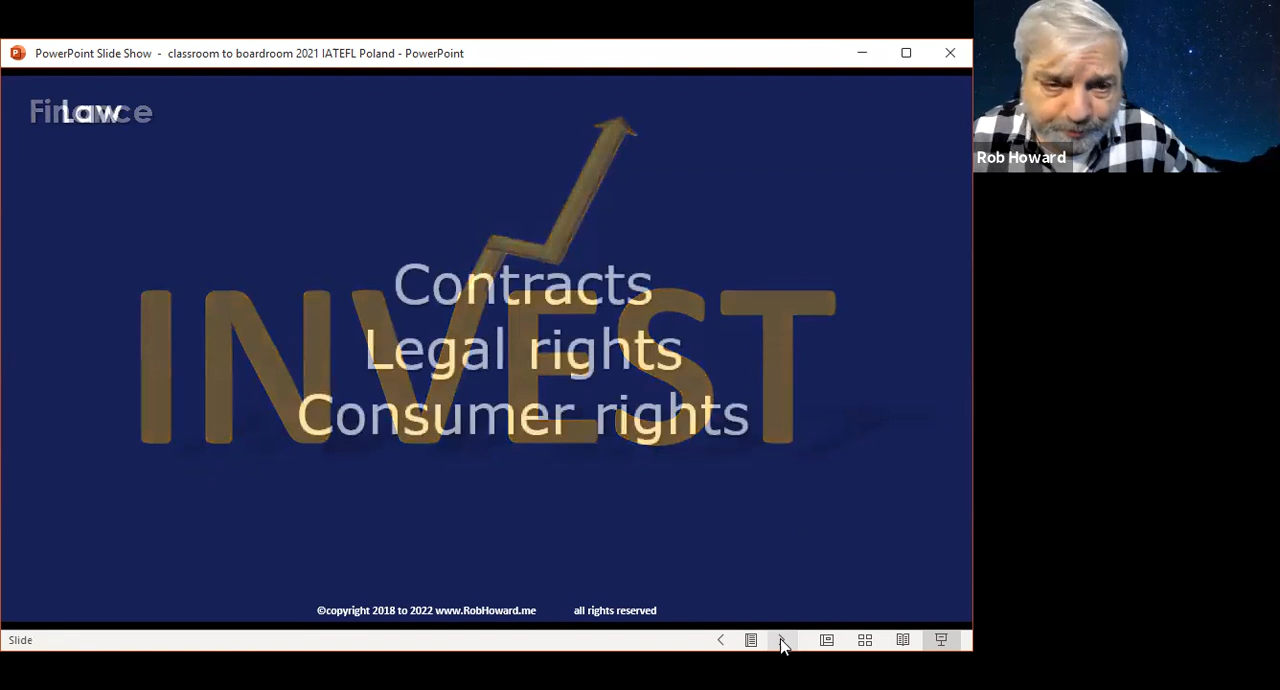 PowerPoint Slide Show - classroom to boardroom 2021 IATEFL Poland - PowerPoint
Finance
Law
INVEST
Contracts
Legal rights
Consumer rights
©copyright 2018 to 2022 www.RobHoward.me all rights reserved
Slide
Rob Howard